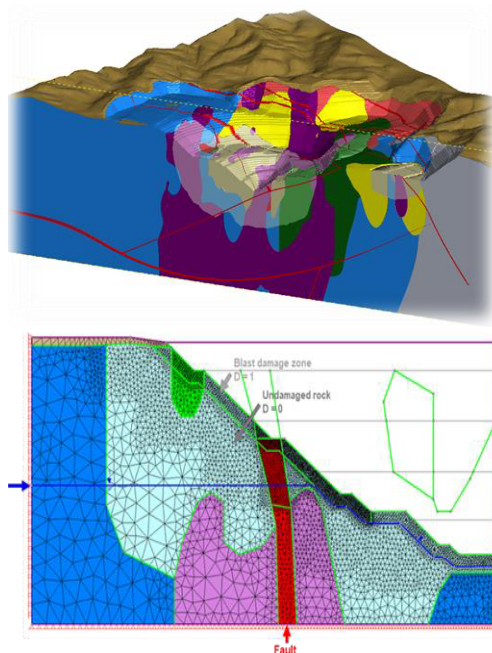 Blast damage zone
D = 1
Undamaged rock
D = 0
Fault